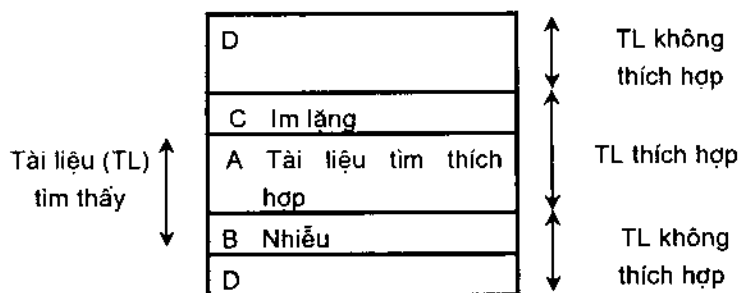 D
TL không
thích hợp
C Im lặng
Tài liệu (TL)
tìm thấy
A Tài liệu tìm thích
hợp
TL thích hợp
B Nhiễu
TL không
thích hợp
D